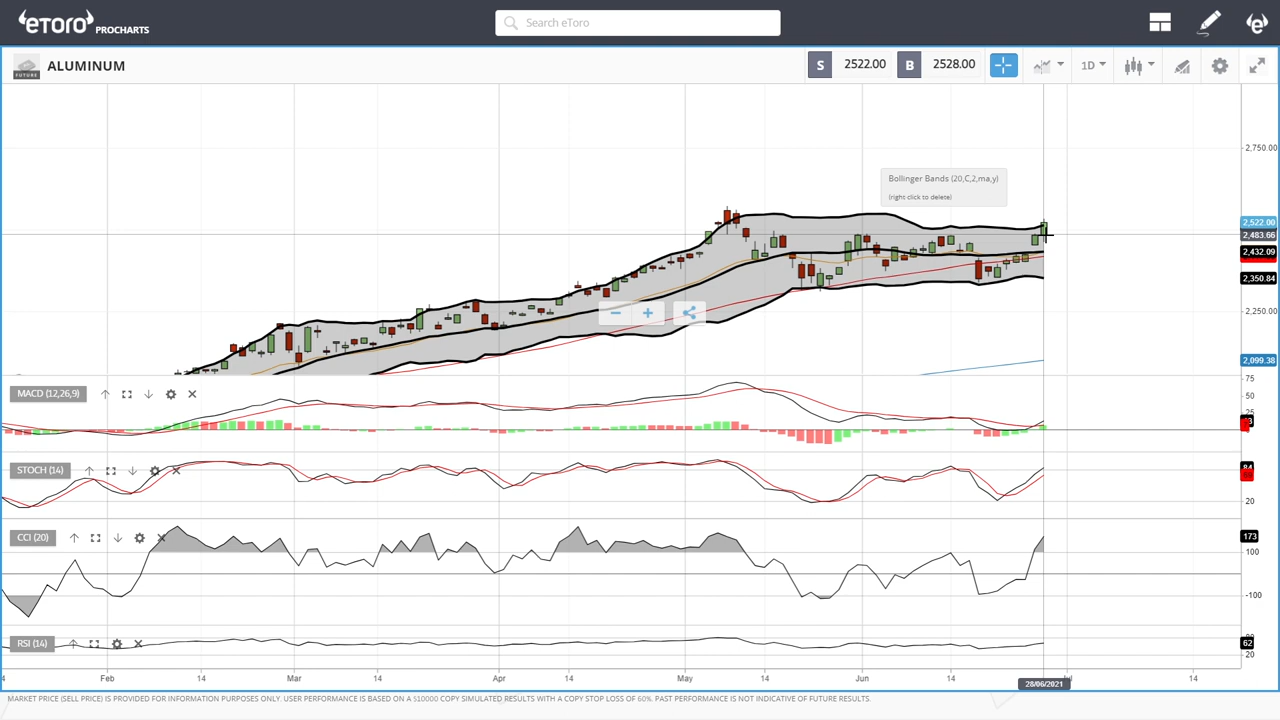 eToro PROCHARTS
Search eToro
FUTURE
ALUMINUM
S 2522.00 B 2528.00
1D
Bollinger Bands (20,C,2,ma,y)
(right click to delete)
2,750.00
2,522.00
2,483.66
2,432.09
2,350.84
2,250.00
2,099.38
MACD (12,26,9)
75
50
25
STOCH (14)
84
20
CCI (20)
173
100
-100
RSI (14)
62
20
Feb 14 Mar 14 Apr 14 May 14 Jun 14 14
28/06/2021
MARKET PRICE (SELL PRICE) IS PROVIDED FOR INFORMATION PURPOSES ONLY. USER PERFORMANCE IS BASED ON A $10000 COPY SIMULATED RESULTS WITH A COPY STOP LOSS OF 60%. PAST PERFORMANCE IS NOT INDICATIVE OF FUTURE RESULTS.